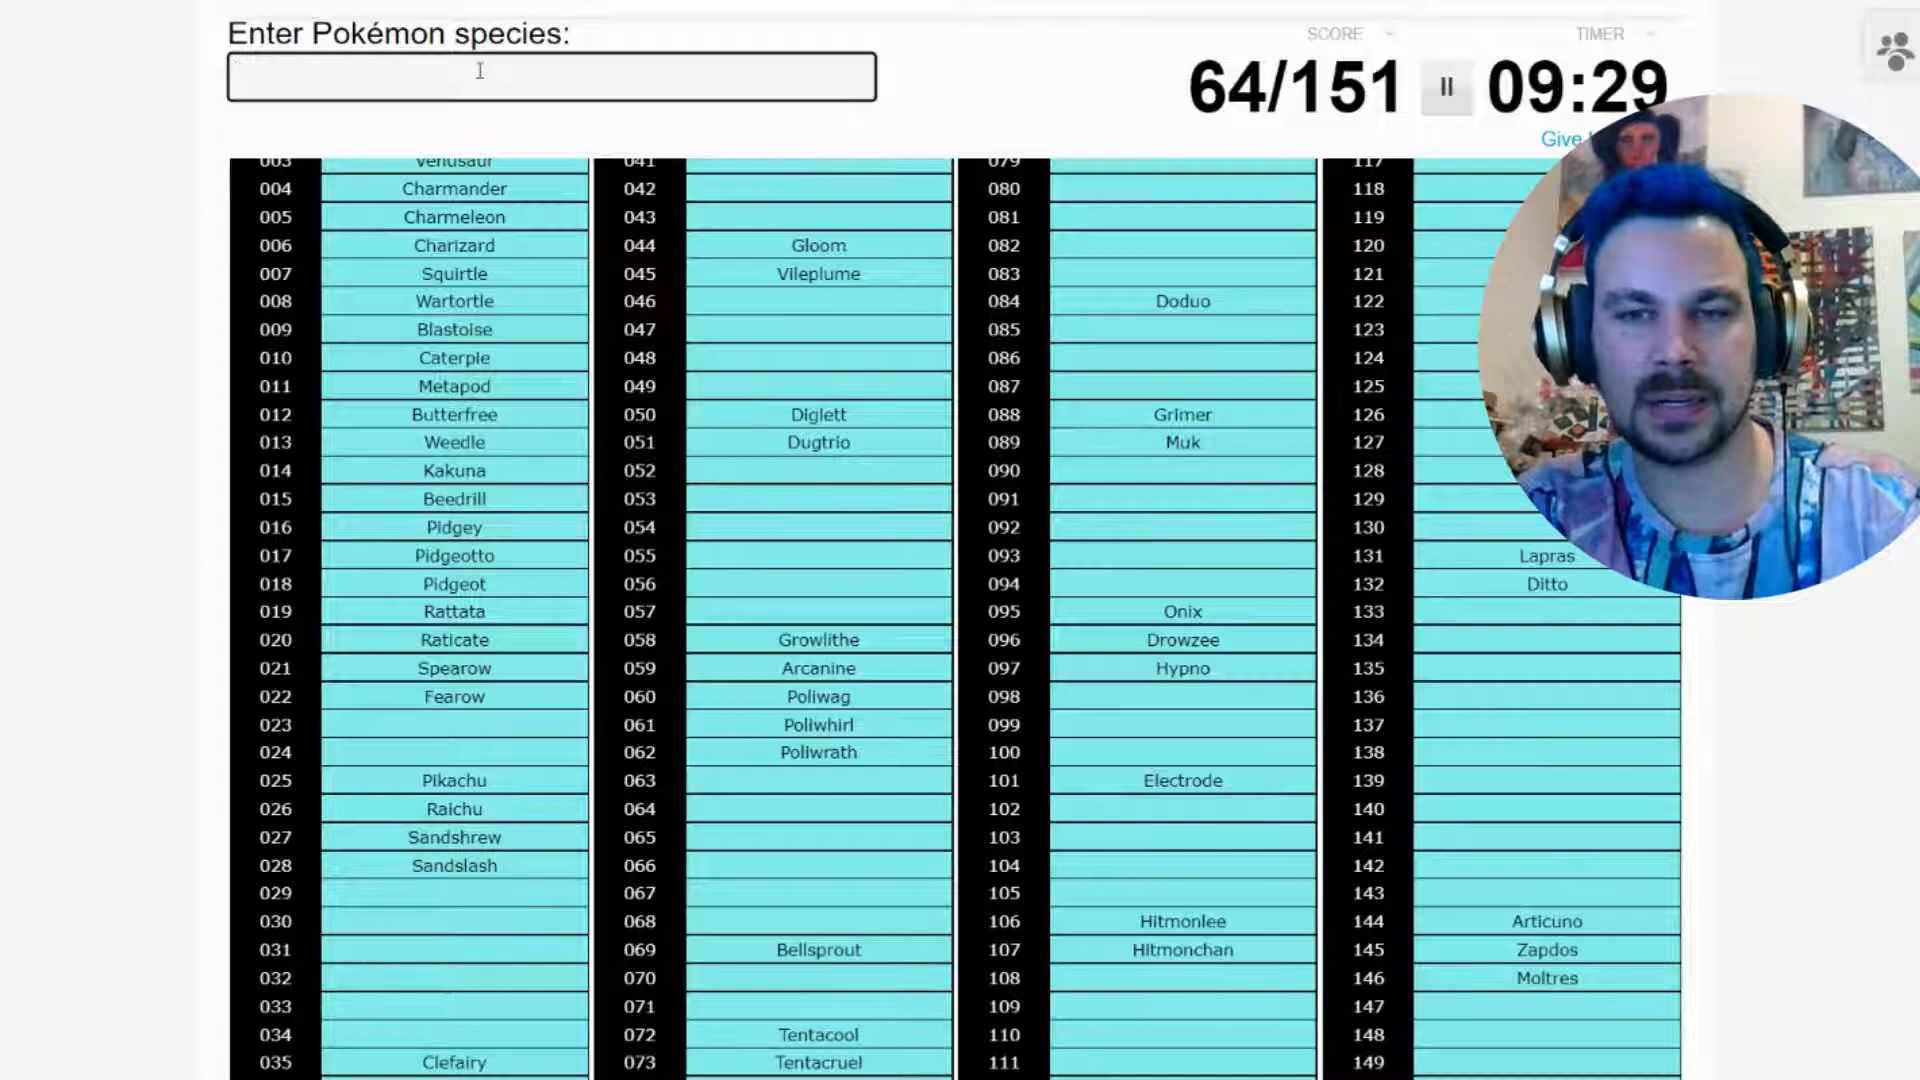 Enter Pokémon species:
SCORE
TIMER
64/151
09:29
Give
003 Venusaur 041 079 117
004 Charmander 042 080 118
005 Charmeleon 043 081 119
006 Charizard 044 Gloom 082 120
007 Squirtle 045 Vileplume 083 121
008 Wartortle 046 084 Doduo 122
009 Blastoise 047 085 123
010 Caterpie 048 086 124
011 Metapod 049 087 125
012 Butterfree 050 Diglett 088 Grimer 126
013 Weedle 051 Dugtrio 089 Muk 127
014 Kakuna 052 090 128
015 Beedrill 053 091 129
016 Pidgey 054 092 130
017 Pidgeotto 055 093 131 Lapras
018 Pidgeot 056 094 132 Ditto
019 Rattata 057 095 Onix 133
020 Raticate 058 Growlithe 096 Drowzee 134
021 Spearow 059 Arcanine 097 Hypno 135
022 Fearow 060 Poliwag 098 136
023 061 Poliwhirl 099 137
024 062 Poliwrath 100 138
025 Pikachu 063 101 Electrode 139
026 Raichu 064 102 140
027 Sandshrew 065 103 141
028 Sandslash 066 104 142
029 067 105 143
030 068 106 Hitmonlee 144 Articuno
031 069 Bellsprout 107 Hitmonchan 145 Zapdos
032 070 108 146 Moltres
033 071 109 147
034 072 Tentacool 110 148
035 Clefairy 073 Tentacruel 111 149